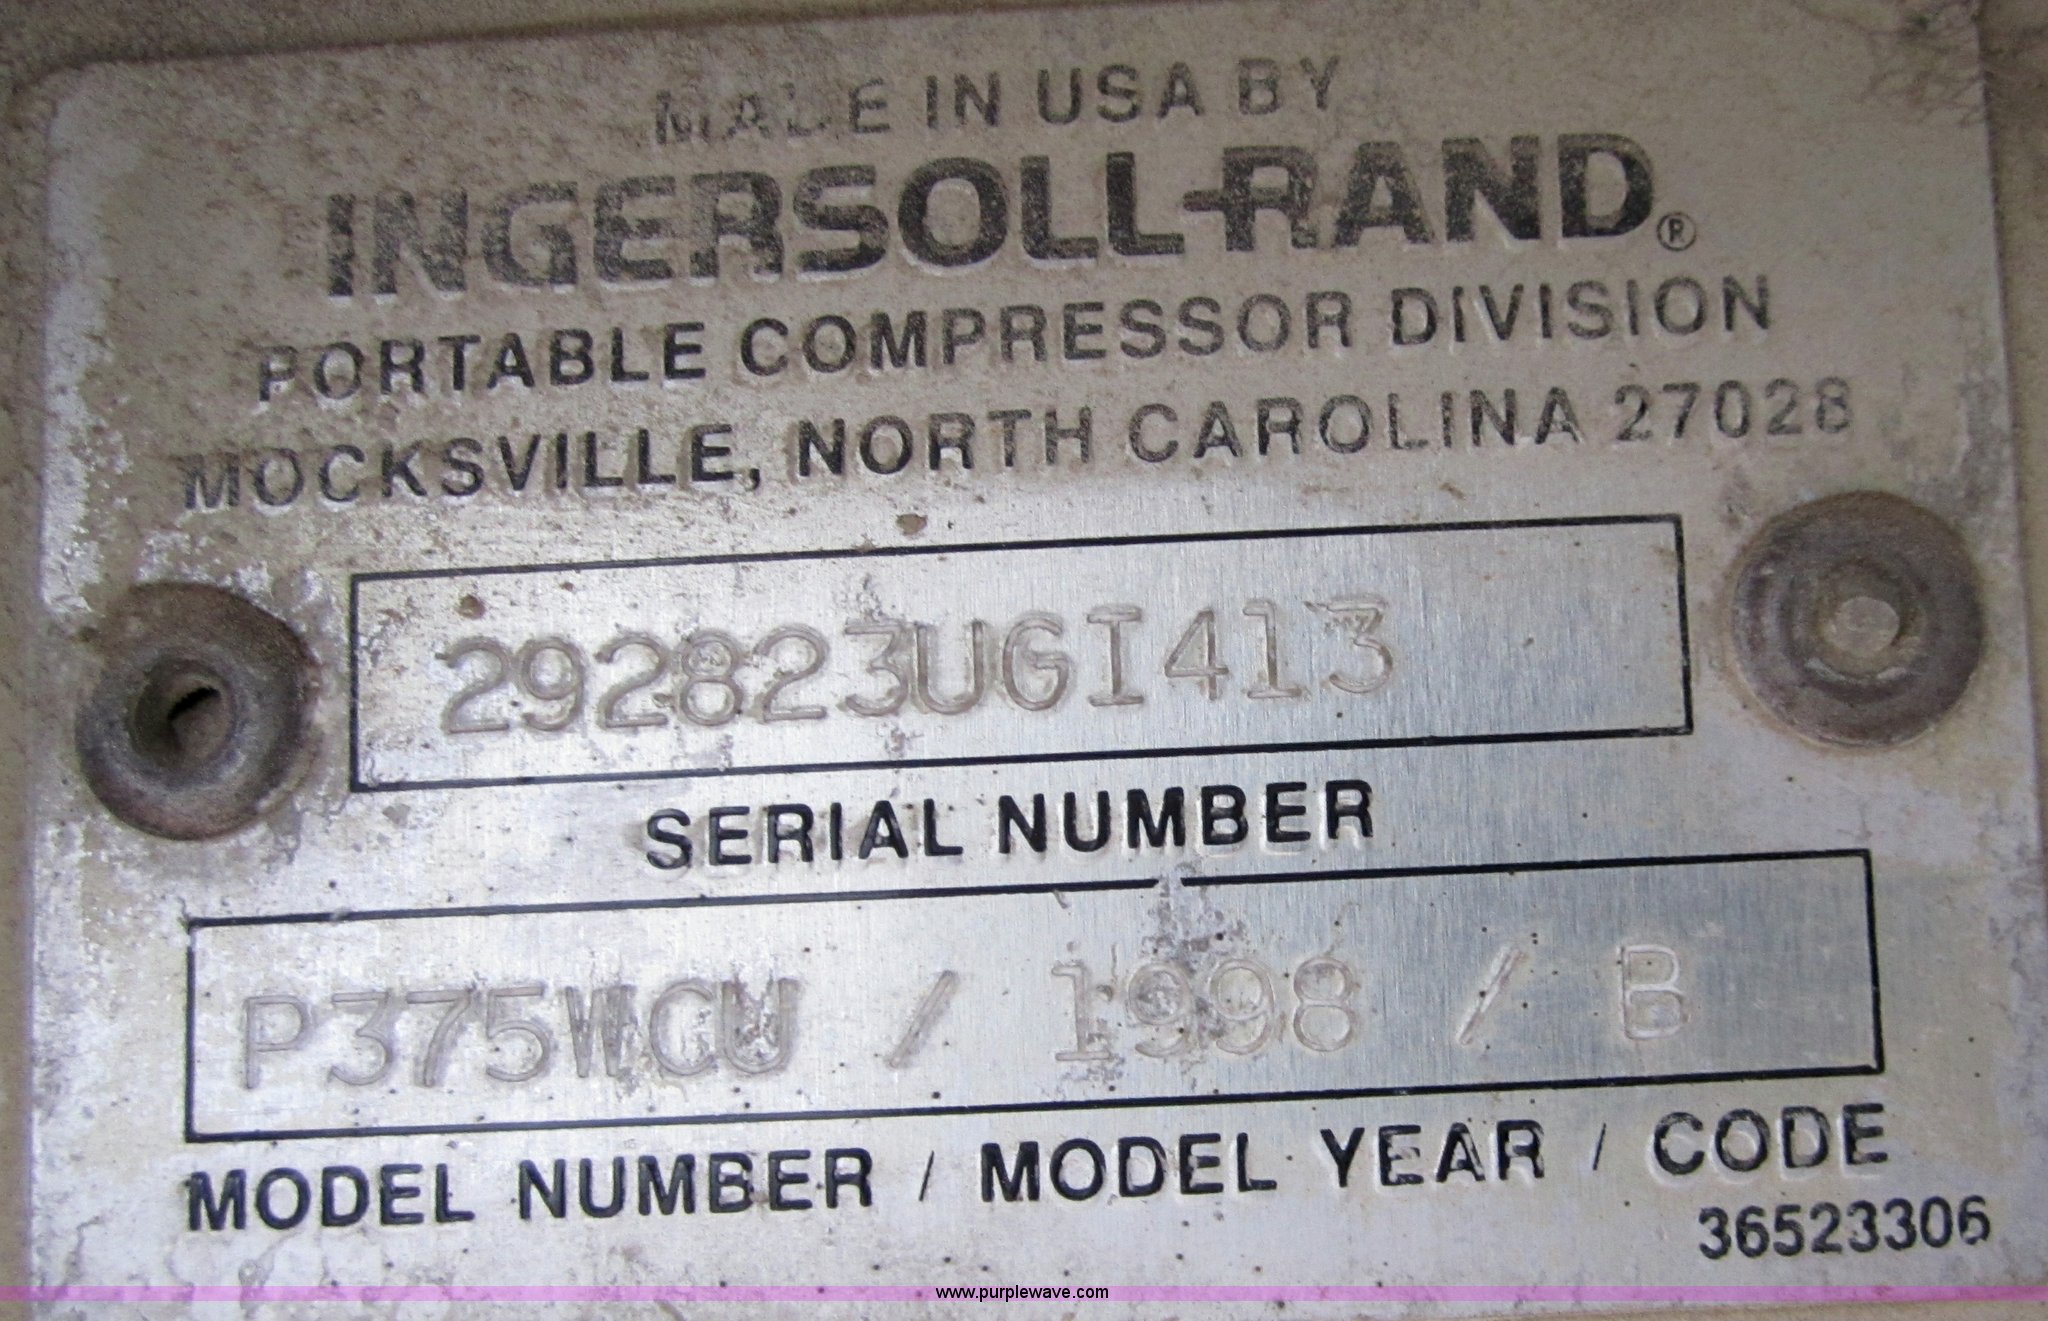 MADE IN USA BY
INGERSOLL-RAND®
PORTABLE COMPRESSOR DIVISION
MOCKSVILLE, NORTH CAROLINA 27028
292823UGI413
SERIAL NUMBER
P375WCU / 1998 / B
MODEL NUMBER / MODEL YEAR / CODE
36523306
www.purplewave.com